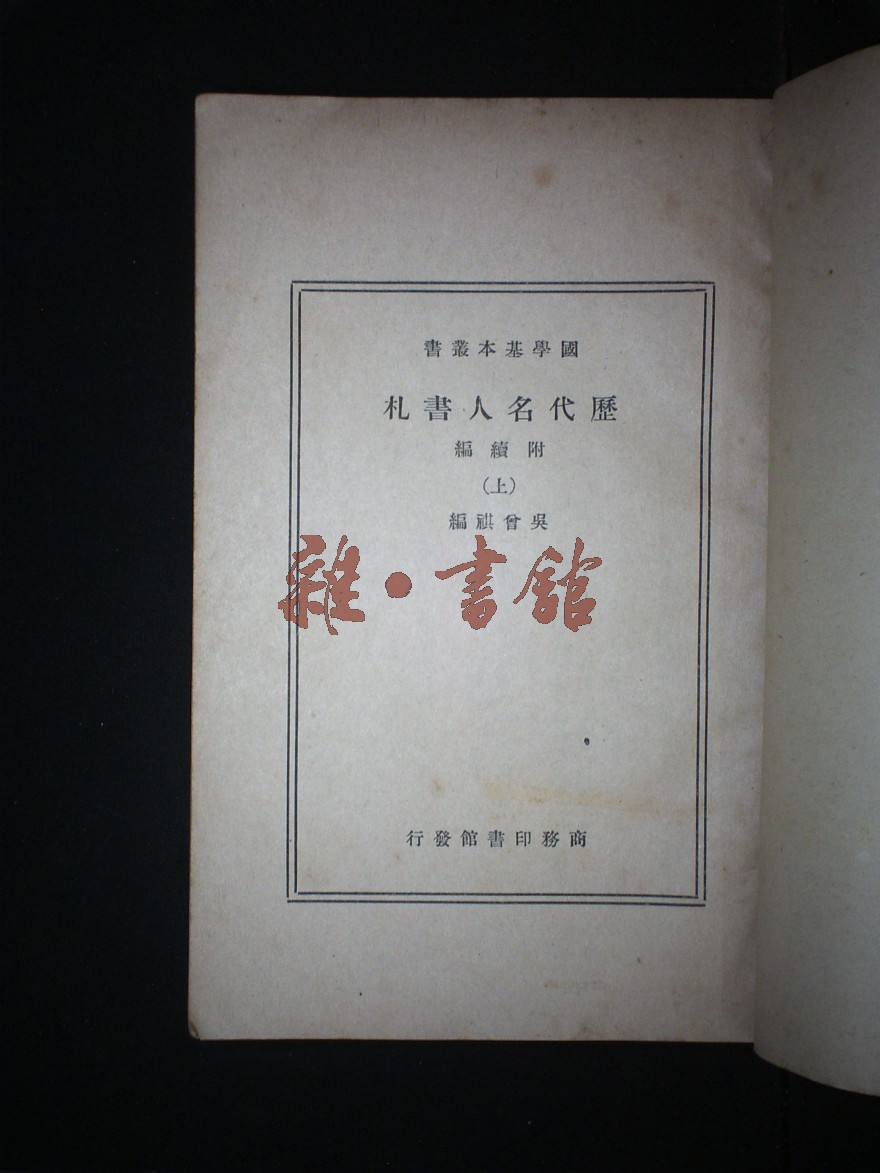 國學基本叢書
歷代名人書札
附續編
(上)
吳曾祺編
雜·書館
商務印書館發行